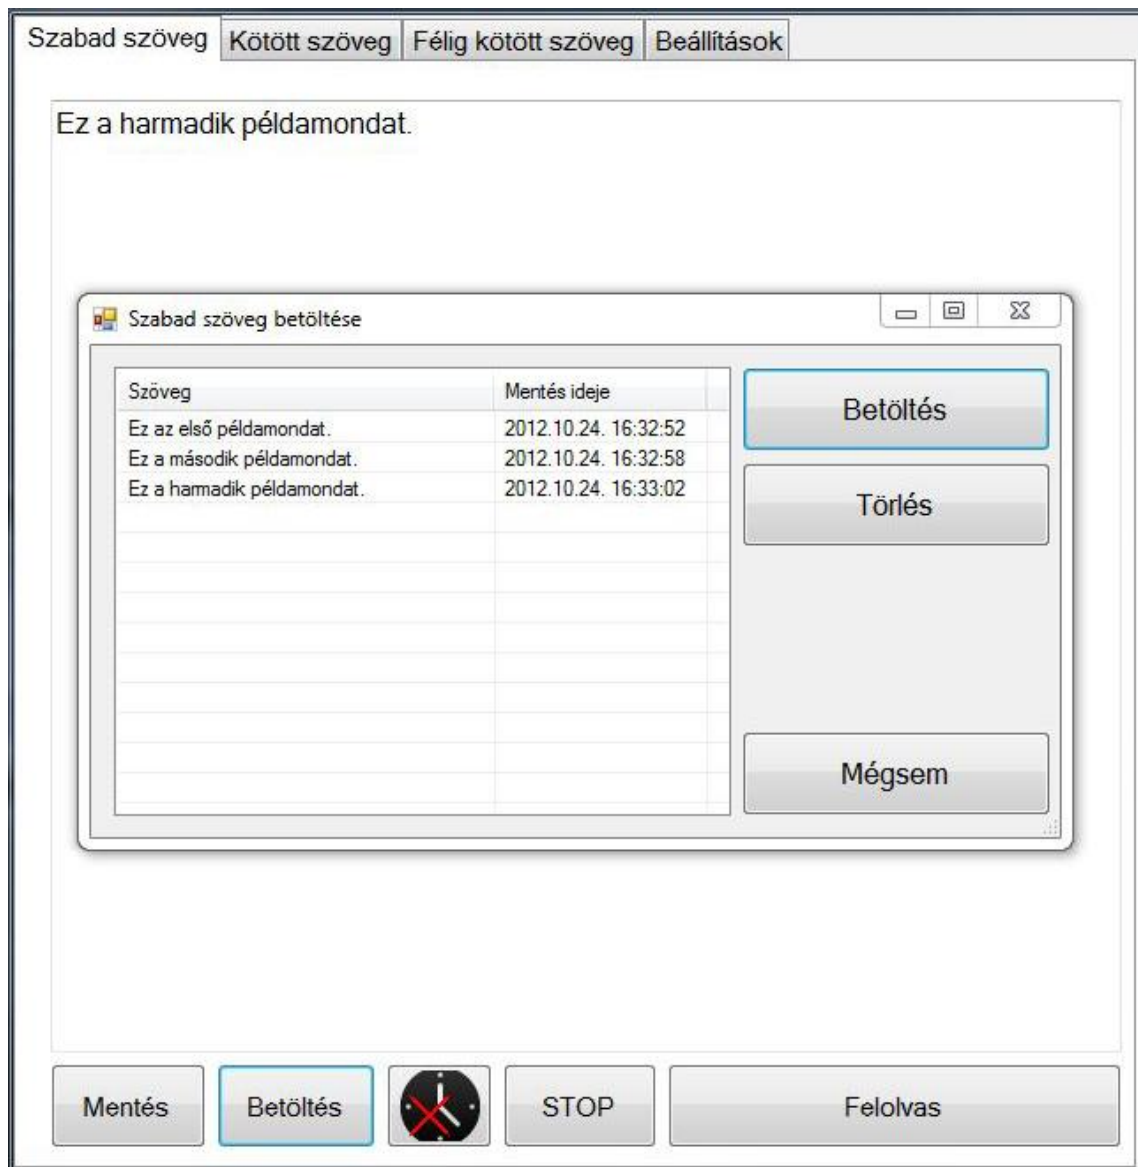 Szabad szöveg Kötött szöveg Félig kötött szöveg Beállítások
Ez a harmadik példamondat.
Szabad szöveg betöltése
Szöveg Mentés ideje
Ez az első példamondat. 2012.10.24. 16:32:52
Ez a második példamondat. 2012.10.24. 16:32:58
Ez a harmadik példamondat. 2012.10.24. 16:33:02
Betöltés
Törlés
Mégsem
Mentés Betöltés STOP Felolvas